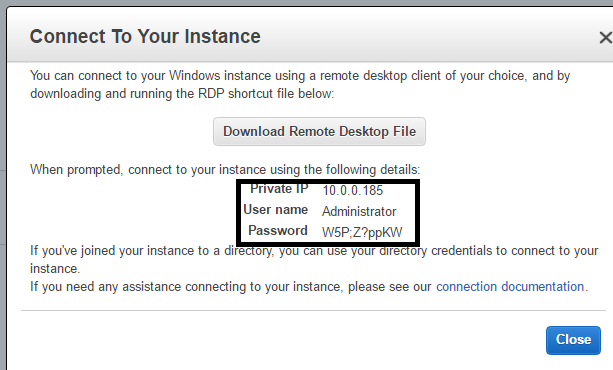 Connect To Your Instance
You can connect to your Windows instance using a remote desktop client of your choice, and by
downloading and running the RDP shortcut file below:
Download Remote Desktop File
When prompted, connect to your instance using the following details:
Private IP 10.0.0.185
User name Administrator
Password W5P;Z?ppKW
If you've joined your instance to a directory, you can use your directory credentials to connect to your
instance.
If you need any assistance connecting to your instance, please see our connection documentation.
Close